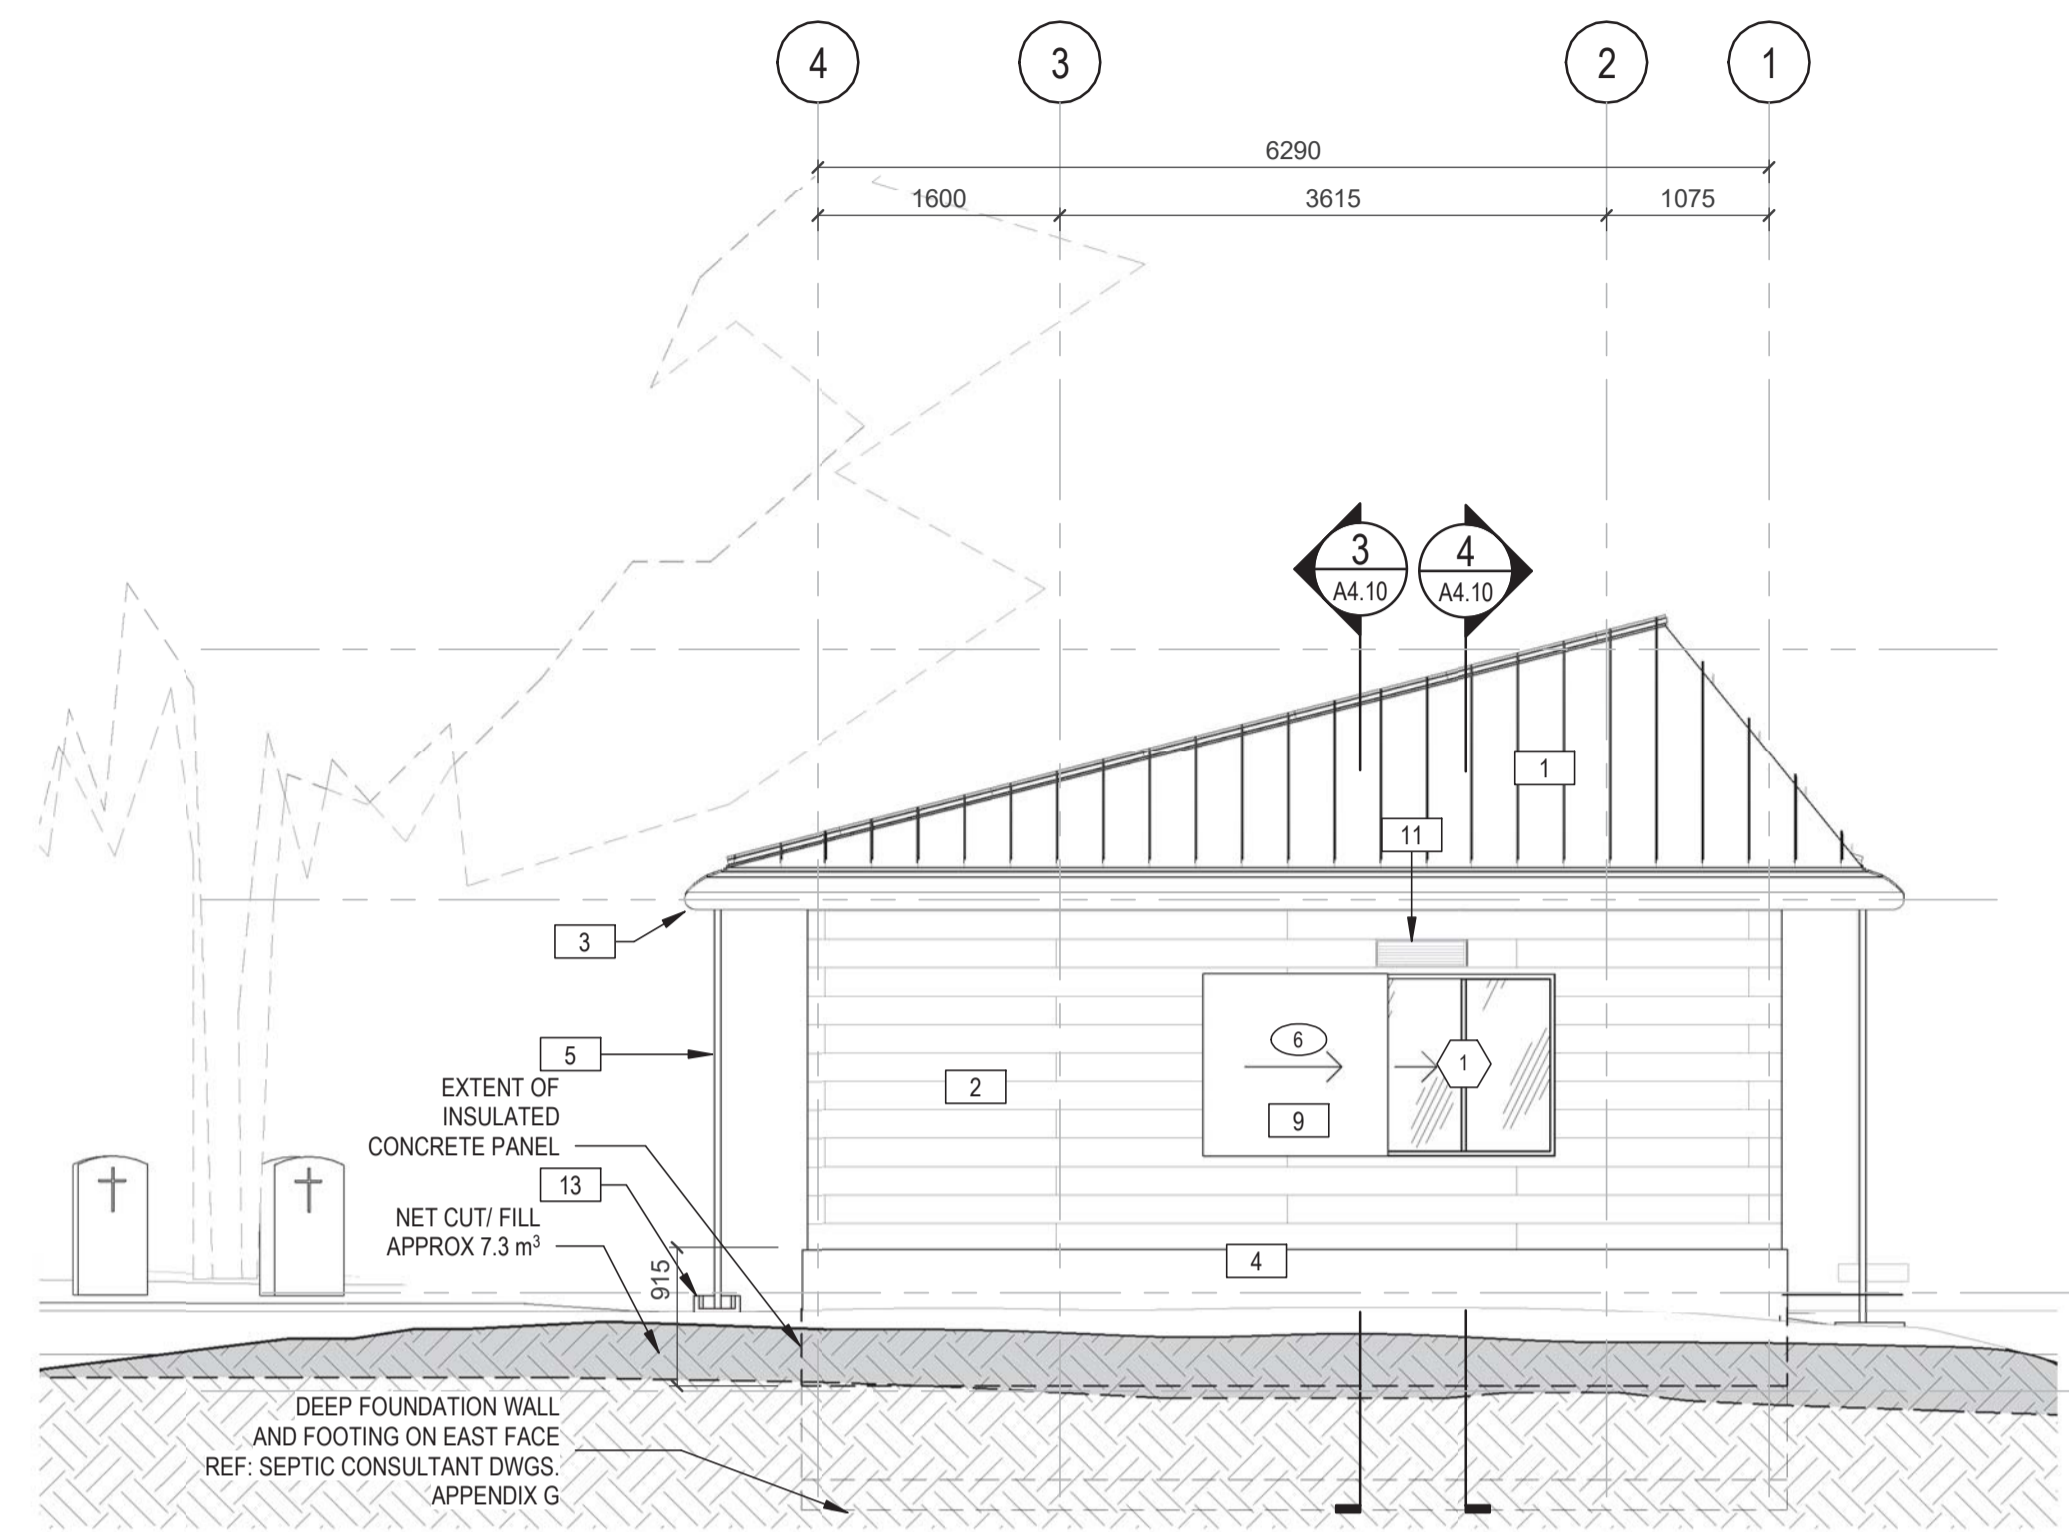 4
3
2
1
6290
1600
3615
1075
3
A4.10
4
A4.10
1
11
3
6
5
1
2
9
EXTENT OF
INSULATED
CONCRETE PANEL
13
NET CUT/ FILL
APPROX 7.3 m³
4
915
DEEP FOUNDATION WALL
AND FOOTING ON EAST FACE
REF: SEPTIC CONSULTANT DWGS.
APPENDIX G